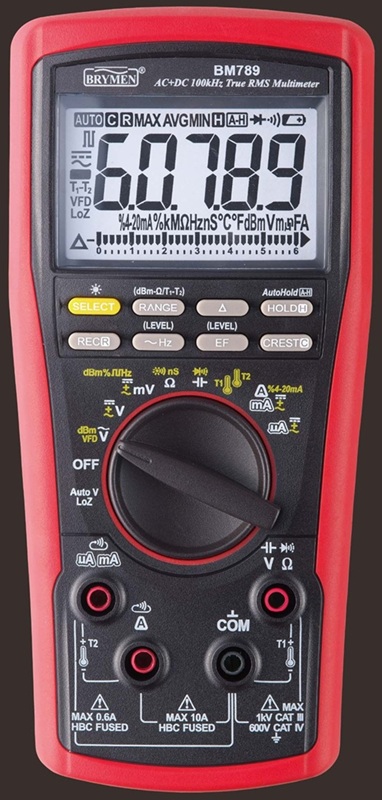 BRYMEN®
BM789
AC+DC 100kHz True RMS Multimeter
AUTO C R MAX AVG MIN H A-H
T1-T2
VFD
LoZ
6.0.7.8.9
%4-20mA%kMΩHznS°C°FdBmVmµFA
Δ
0 1 2 3 4 5 6
(dBm-Ω/T1-T2) AutoHold A-H
SELECT RANGE Δ HOLD H
(LEVEL) (LEVEL)
REC R ~Hz EF CREST C
dBm%Hz nS T1 T2 %4-20mA
mV Ω A mA
V µA
dBm
VFD V
OFF
Auto V
LoZ
µA mA V Ω
A COM
+ T2 T1 +
MAX 0.6A
HBC FUSED
MAX 10A
HBC FUSED
MAX
1kV CAT III
600V CAT IV